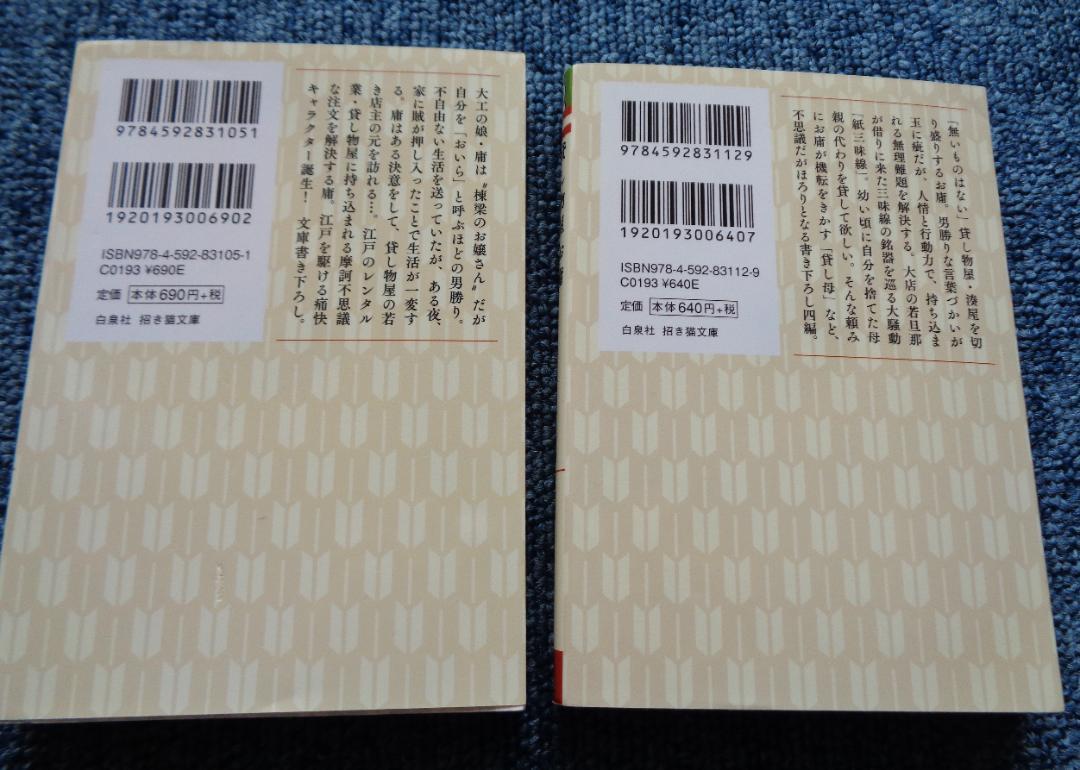 9784592831051
1920193006902
ISBN978-4-592-83105-1
C0193 ¥690E
定価 本体 690円+税
白泉社 招き猫文庫
大工の娘・庸は〝棟梁のお嬢さん〟だが
自分を「おいら」と呼ぶほどの男勝り。
不自由ない生活を送っていたが、ある夜、
家に賊が押し入ったことで生活が一変す
る。庸はある決意をして、貸し物屋の若
き店主の元を訪れる…。江戸のレンタル
業・貸し物屋に持ち込まれる摩訶不思議
な注文を解決する庸。江戸を駆ける痛快
キャラクター誕生! 文庫書き下ろし。
9784592831129
1920193006407
ISBN978-4-592-83112-9
C0193 ¥640E
定価 本体 640円+税
白泉社 招き猫文庫
「無いものはない」貸し物屋・湊屋を切
り盛りするお庸。男勝りな言葉づかいが
玉に疵だが、人情と行動力で、持ち込ま
れる無理難題を解決する。大店の若旦那
が借りに来た三味線の銘器を巡る大騒動
「紙三味線」。幼い頃に自分を捨てた母
親の代わりを貸して欲しい。そんな頼み
にお庸が機転をきかす「貸し母」など、
不思議だがほろりとなる書き下ろし四編。